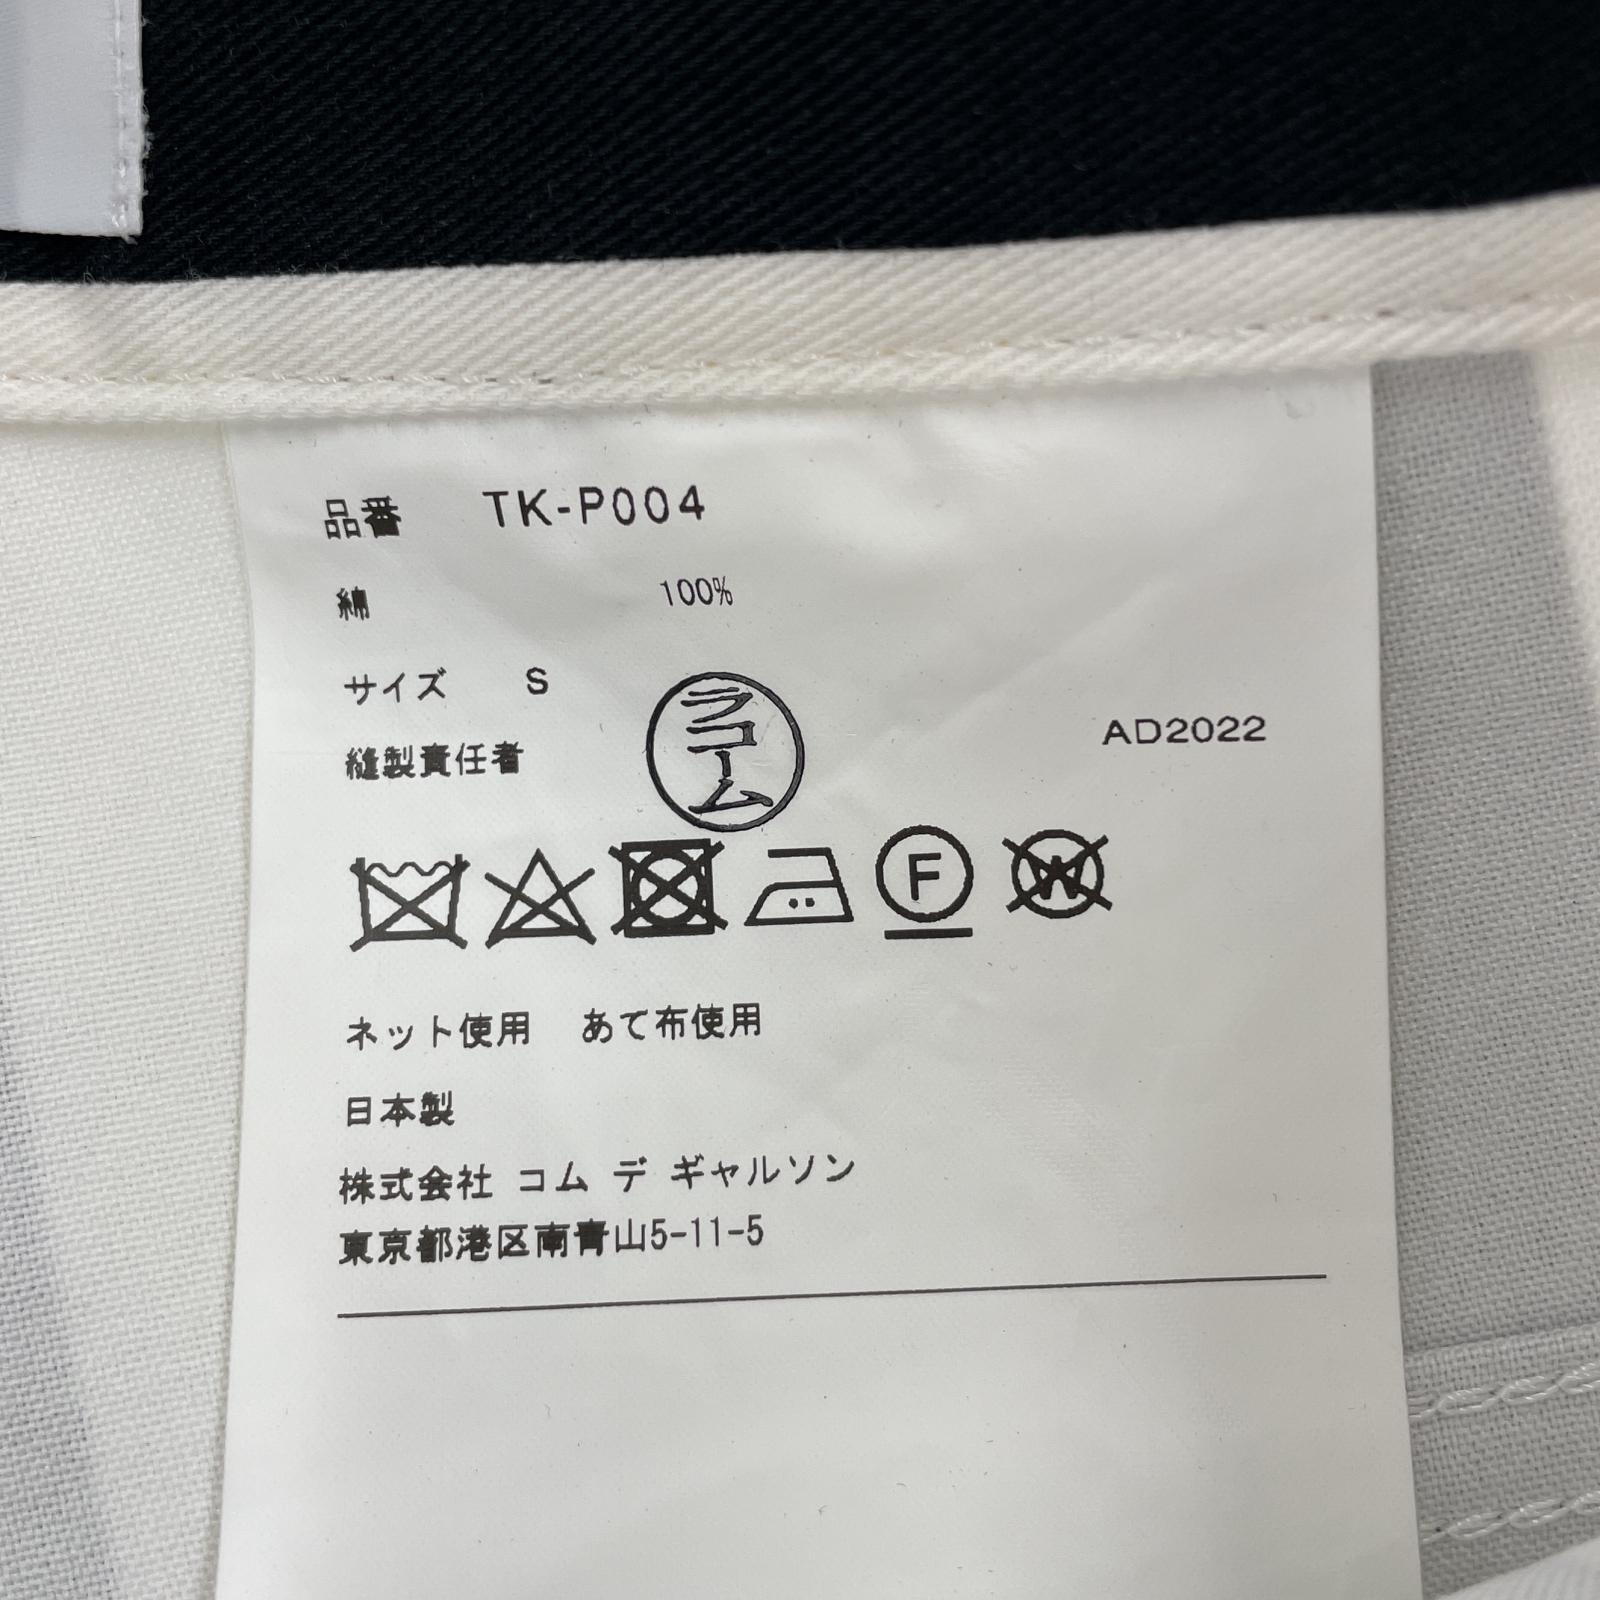 品番 TK-P004
綿 100%
サイズ S
縫製責任者 ラコーム
AD2022
F
W
ネット使用 あて布使用
日本製
株式会社 コム デ ギャルソン
東京都港区南青山5-11-5